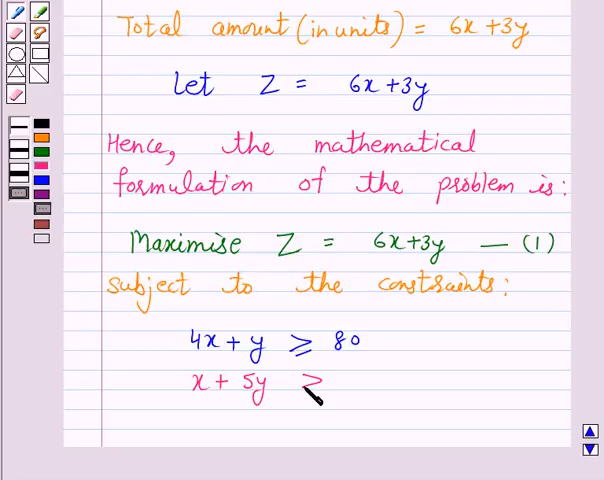 Total amount (in units) = 6x+3y
Let Z = 6x+3y
Hence, the mathematical
formulation of the problem is:
Maximise Z = 6x+3y — (1)
subject to the constraints:
4x + y ⩾ 80
x + 5y >